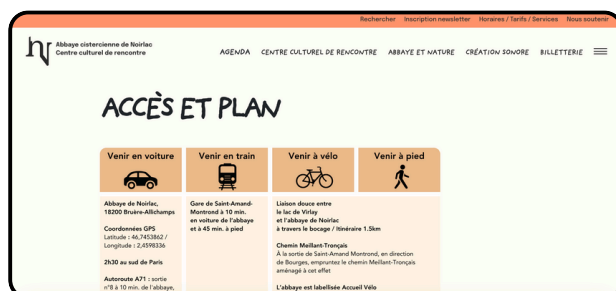 Rechercher Inscription newsletter Horaires / Tarifs / Services Nous soutenir
Abbaye cistercienne de Noirlac
Centre culturel de rencontre
AGENDA CENTRE CULTUREL DE RENCONTRE ABBAYE ET NATURE CRÉATION SONORE BILLETTERIE
ACCÈS ET PLAN
Venir en voiture
Venir en train
Venir à vélo
Venir à pied
Abbaye de Noirlac,
18200 Bruère-Allichamps
Coordonnées GPS
Latitude : 46,7453862 /
Longitude : 2,4598336
2h30 au sud de Paris
Autoroute A71 : sortie
n°8 à 10 min. de l'abbaye,
Gare de Saint-Amand-
Montrond à 10 min.
en voiture de l'abbaye
et à 45 min. à pied
Liaison douce entre
le lac de Virlay
et l'abbaye de Noirlac
à travers le bocage / Itinéraire 1.5km
Chemin Meillant-Tronçais
À la sortie de Saint-Amand Montrond, en direction
de Bourges, empruntez le chemin Meillant-Tronçais
aménagé à cet effet
L'abbaye est labellisée Accueil Vélo